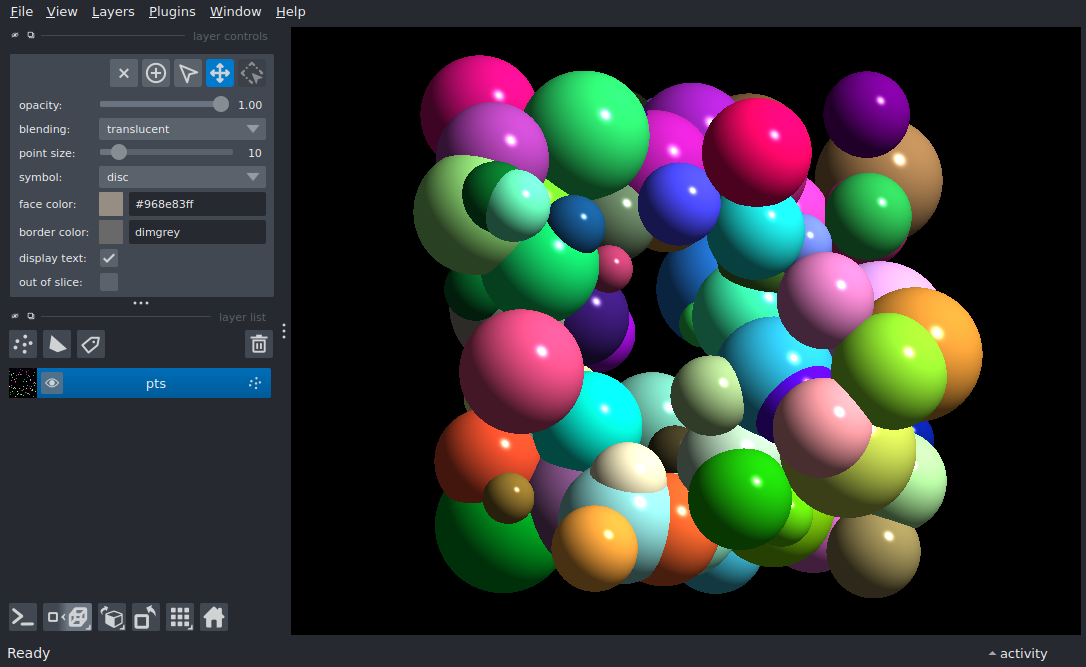 File View Layers Plugins Window Help
layer controls
opacity: 1.00
blending: translucent
point size: 10
symbol: disc
face color: #968e83ff
border color: dimgrey
display text:
out of slice:
layer list
pts
Ready
activity